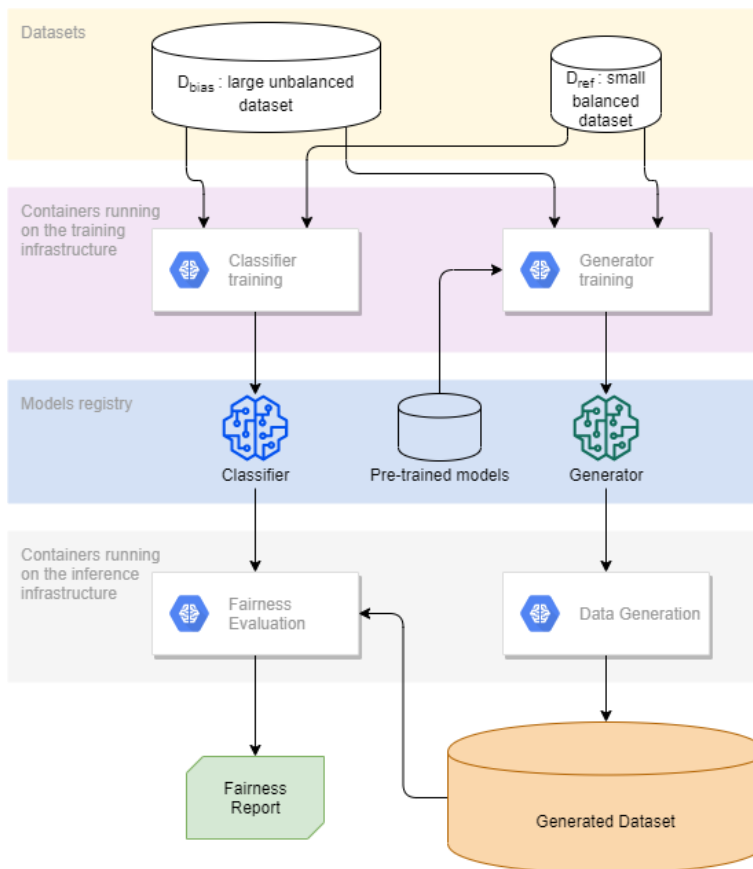 Datasets
D_bias : large unbalanced
dataset
D_ref : small
balanced
dataset
Containers running
on the training
infrastructure
Classifier
training
Generator
training
Models registry
Classifier
Pre-trained models
Generator
Containers running
on the inference
infrastructure
Fairness
Evaluation
Data Generation
Fairness
Report
Generated Dataset